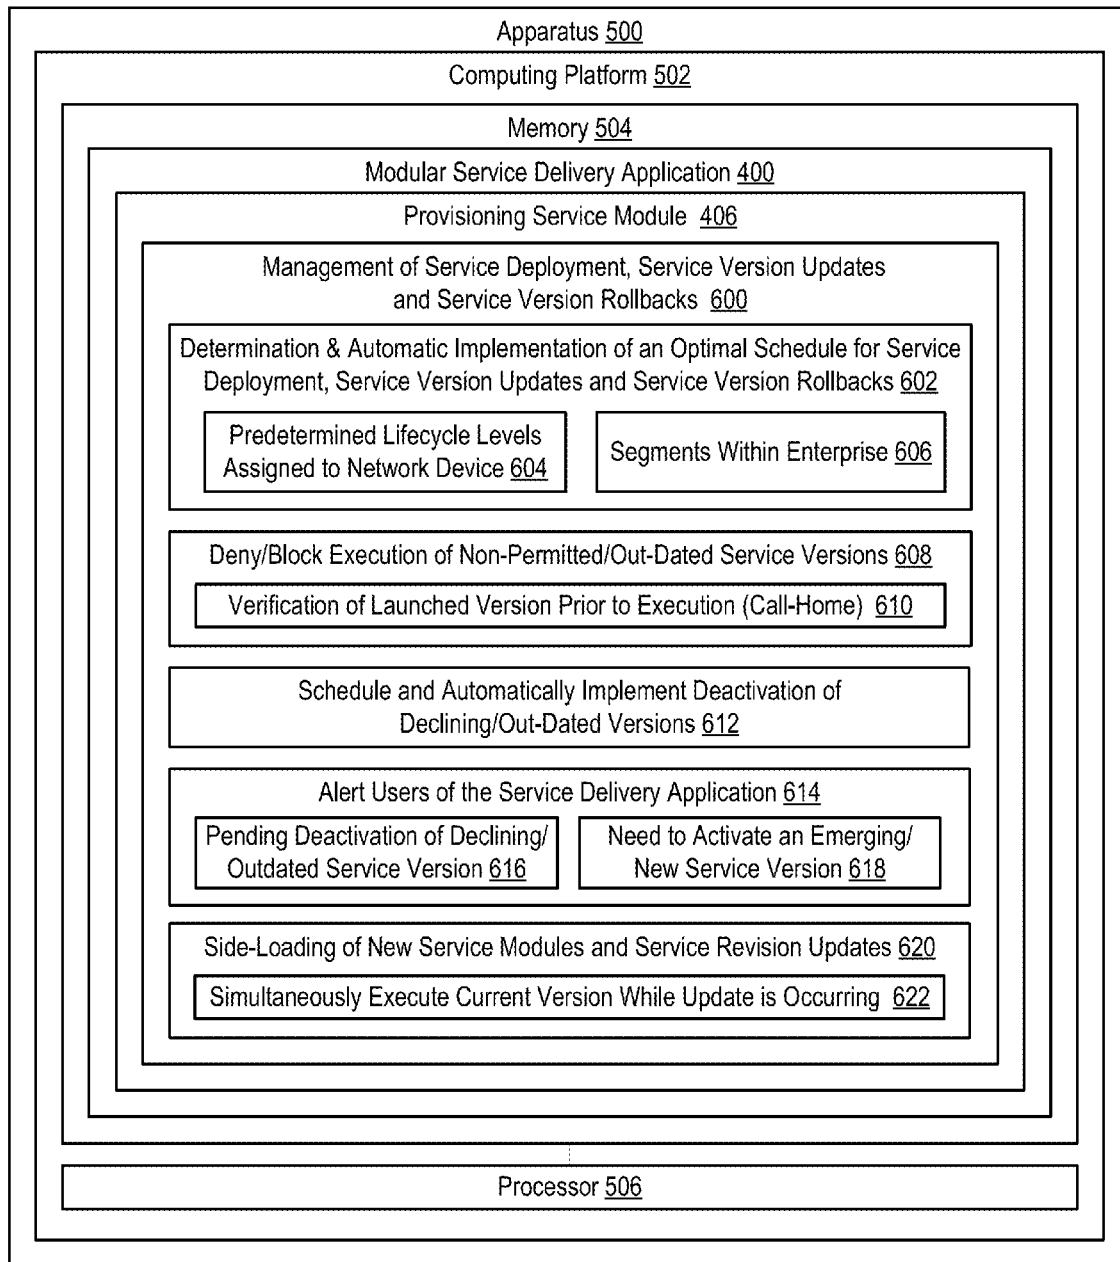 Apparatus 500
Computing Platform 502
Memory 504
Modular Service Delivery Application 400
Provisioning Service Module 406
Management of Service Deployment, Service Version Updates
and Service Version Rollbacks 600
Determination & Automatic Implementation of an Optimal Schedule for Service
Deployment, Service Version Updates and Service Version Rollbacks 602
Predetermined Lifecycle Levels
Assigned to Network Device 604
Segments Within Enterprise 606
Deny/Block Execution of Non-Permitted/Out-Dated Service Versions 608
Verification of Launched Version Prior to Execution (Call-Home) 610
Schedule and Automatically Implement Deactivation of
Declining/Out-Dated Versions 612
Alert Users of the Service Delivery Application 614
Pending Deactivation of Declining/
Outdated Service Version 616
Need to Activate an Emerging/
New Service Version 618
Side-Loading of New Service Modules and Service Revision Updates 620
Simultaneously Execute Current Version While Update is Occurring 622
Processor 506